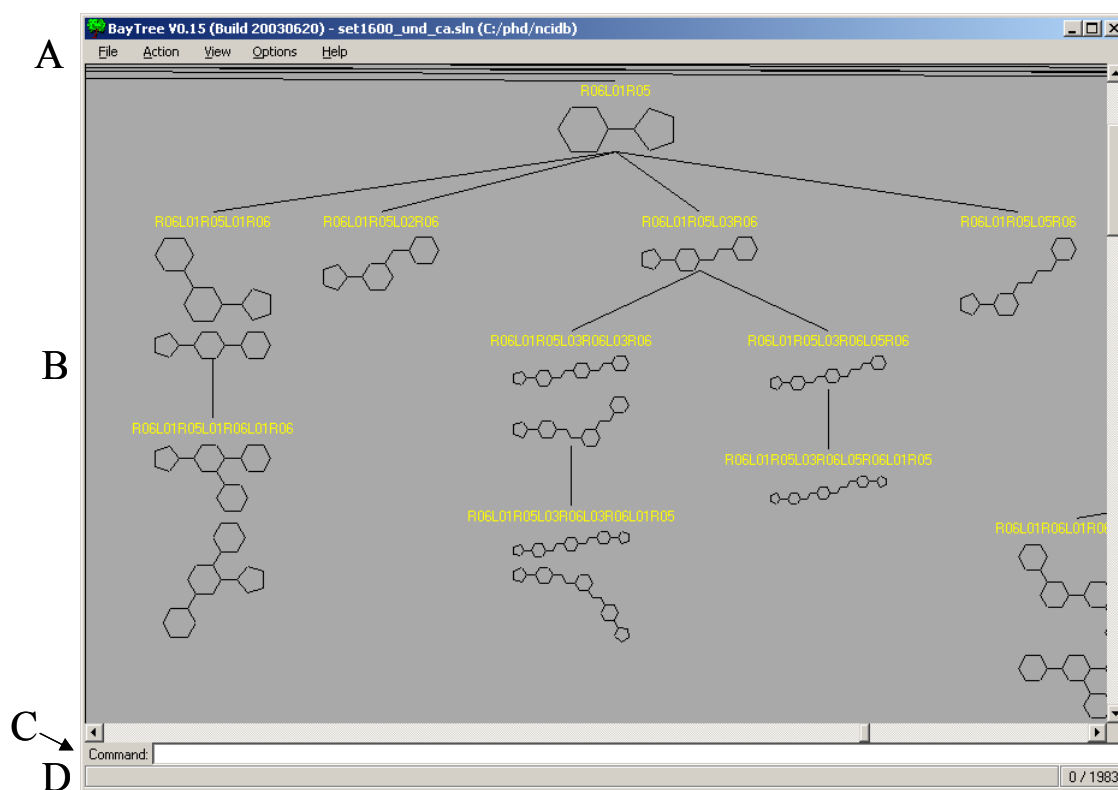 BayTree V0.15 (Build 20030620) - set1600_und_ca.sln (C:/phd/ncidb)
A
File Action View Options Help
R06L01R05
R06L01R05L01R06 R06L01R05L02R06 R06L01R05L03R06 R06L01R05L05R06
R06L01R05L03R06L03R06 R06L01R05L03R06L05R06
B
R06L01R05L01R06L01R06
R06L01R05L03R06L05R06L01R05
R06L01R05L03R06L03R06L01R05
R06L01R06L01R06
C
Command:
D
0 / 1983